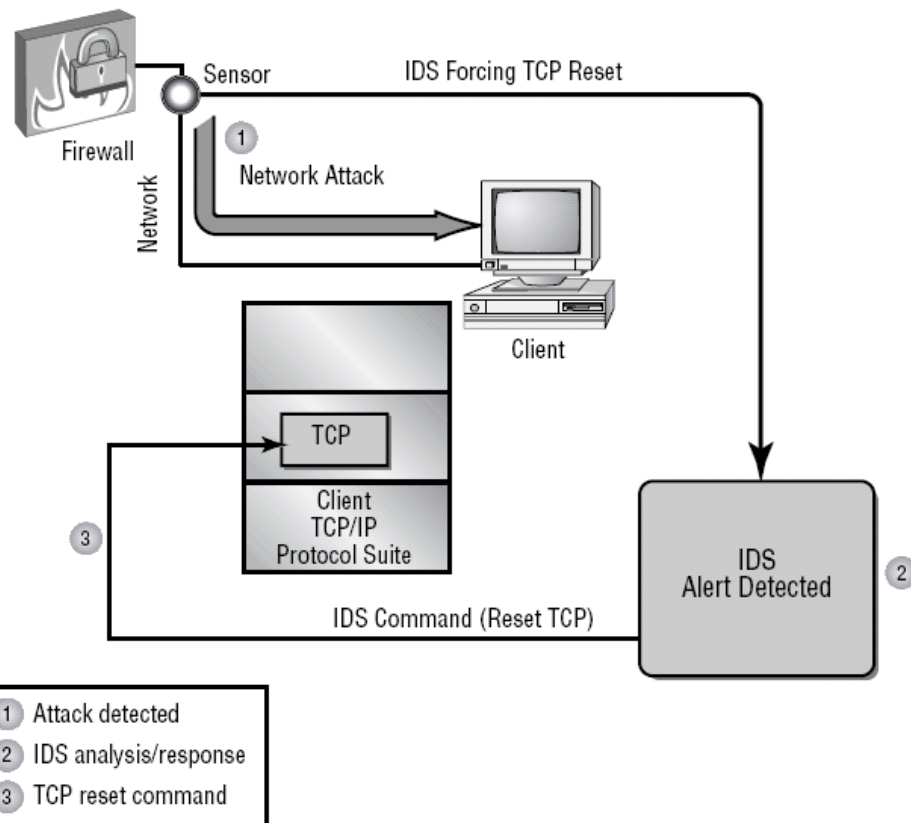 IDS Forcing TCP Reset
Sensor
Firewall
1
Network Attack
Network
Client
TCP
Client
TCP/IP
Protocol Suite
3
IDS
Alert Detected
2
IDS Command (Reset TCP)
1 Attack detected
2 IDS analysis/response
3 TCP reset command